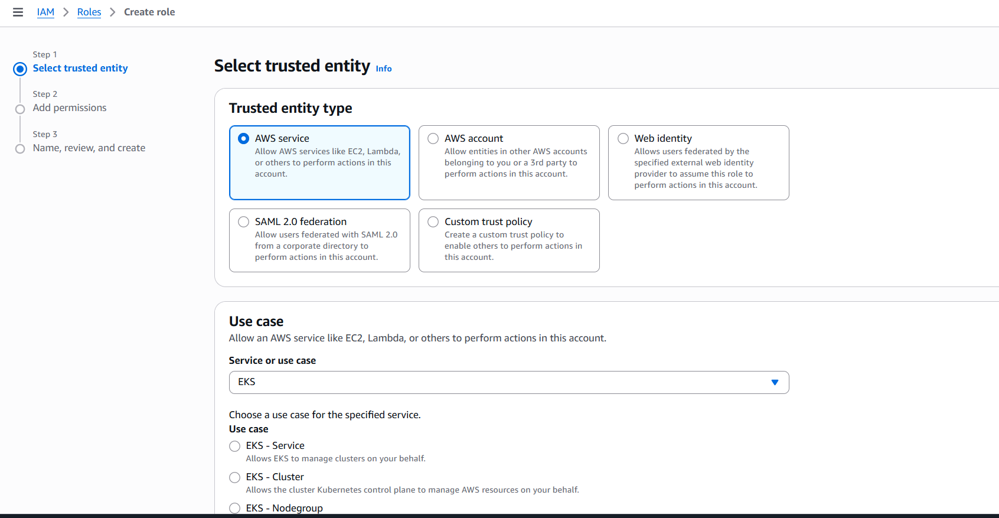 IAM > Roles > Create role
Step 1
Select trusted entity
Step 2
Add permissions
Step 3
Name, review, and create
Select trusted entity Info
Trusted entity type
AWS service
Allow AWS services like EC2, Lambda,
or others to perform actions in this
account.
AWS account
Allow entities in other AWS accounts
belonging to you or a 3rd party to
perform actions in this account.
Web identity
Allows users federated by the
specified external web identity
provider to assume this role to
perform actions in this account.
SAML 2.0 federation
Allow users federated with SAML 2.0
from a corporate directory to
perform actions in this account.
Custom trust policy
Create a custom trust policy to
enable others to perform actions in
this account.
Use case
Allow an AWS service like EC2, Lambda, or others to perform actions in this account.
Service or use case
EKS
Choose a use case for the specified service.
Use case
EKS - Service
Allows EKS to manage clusters on your behalf.
EKS - Cluster
Allows the cluster Kubernetes control plane to manage AWS resources on your behalf.
EKS - Nodegroup